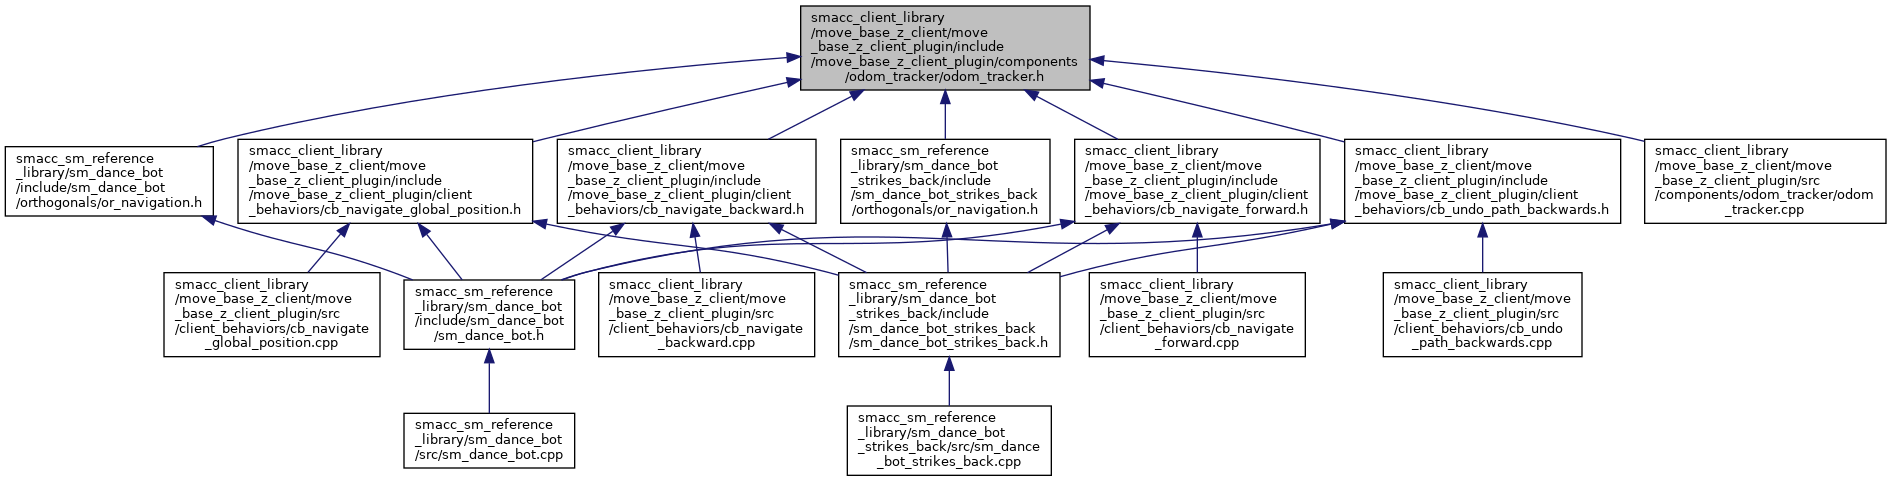 smacc_client_library
/move_base_z_client/move
_base_z_client_plugin/include
/move_base_z_client_plugin/components
/odom_tracker/odom_tracker.h
smacc_sm_reference
_library/sm_dance_bot
/include/sm_dance_bot
/orthogonals/or_navigation.h
smacc_client_library
/move_base_z_client/move
_base_z_client_plugin/include
/move_base_z_client_plugin/client
_behaviors/cb_navigate_global_position.h
smacc_client_library
/move_base_z_client/move
_base_z_client_plugin/include
/move_base_z_client_plugin/client
_behaviors/cb_navigate_backward.h
smacc_sm_reference
_library/sm_dance_bot
_strikes_back/include
/sm_dance_bot_strikes_back
/orthogonals/or_navigation.h
smacc_client_library
/move_base_z_client/move
_base_z_client_plugin/include
/move_base_z_client_plugin/client
_behaviors/cb_navigate_forward.h
smacc_client_library
/move_base_z_client/move
_base_z_client_plugin/include
/move_base_z_client_plugin/client
_behaviors/cb_undo_path_backwards.h
smacc_client_library
/move_base_z_client/move
_base_z_client_plugin/src
/components/odom_tracker/odom
_tracker.cpp
smacc_client_library
/move_base_z_client/move
_base_z_client_plugin/src
/client_behaviors/cb_navigate
_global_position.cpp
smacc_sm_reference
_library/sm_dance_bot
/include/sm_dance_bot
/sm_dance_bot.h
smacc_client_library
/move_base_z_client/move
_base_z_client_plugin/src
/client_behaviors/cb_navigate
_backward.cpp
smacc_sm_reference
_library/sm_dance_bot
_strikes_back/include
/sm_dance_bot_strikes_back
/sm_dance_bot_strikes_back.h
smacc_client_library
/move_base_z_client/move
_base_z_client_plugin/src
/client_behaviors/cb_navigate
_forward.cpp
smacc_client_library
/move_base_z_client/move
_base_z_client_plugin/src
/client_behaviors/cb_undo
_path_backwards.cpp
smacc_sm_reference
_library/sm_dance_bot
/src/sm_dance_bot.cpp
smacc_sm_reference
_library/sm_dance_bot
_strikes_back/src/sm_dance
_bot_strikes_back.cpp